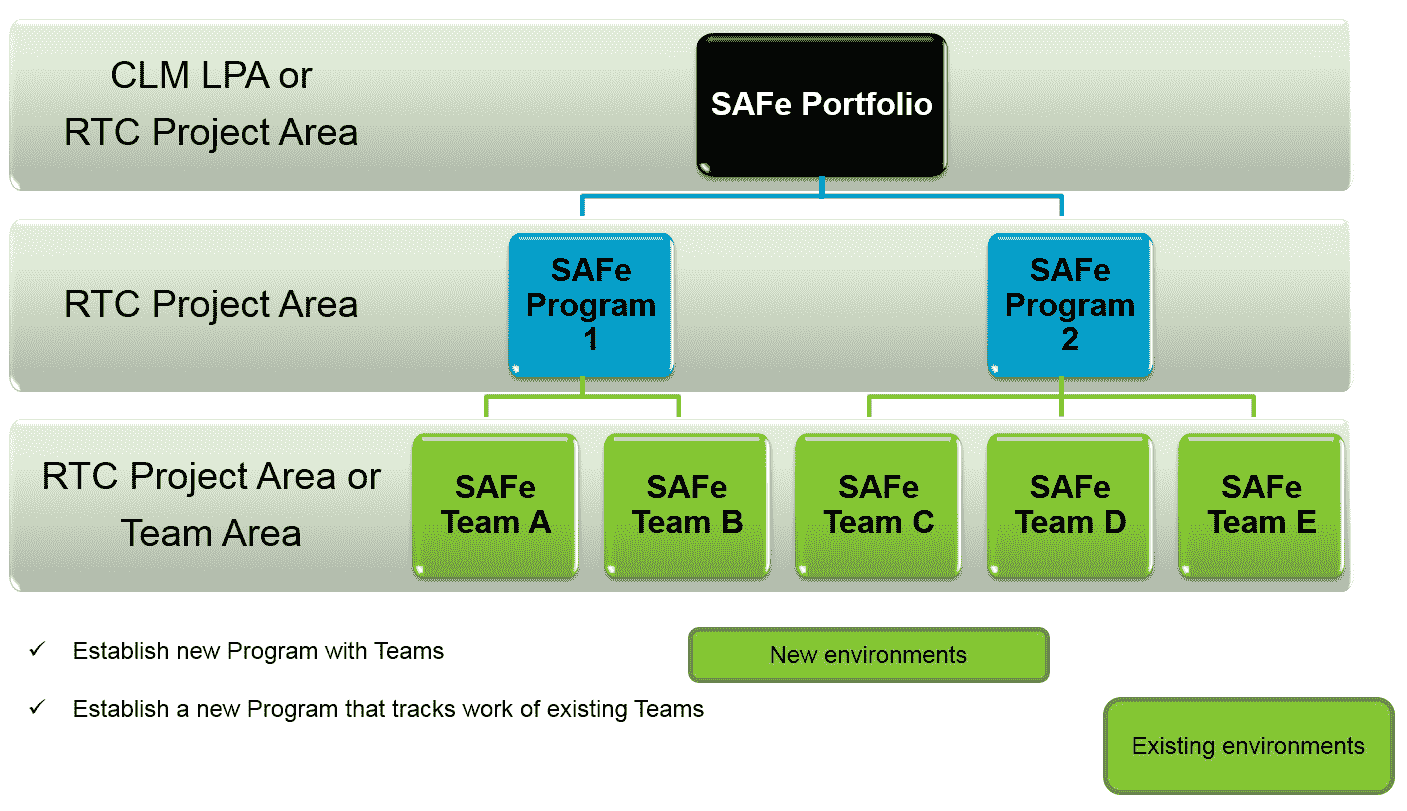 CLM LPA or
RTC Project Area
SAFe Portfolio
RTC Project Area
SAFe
Program
1
SAFe
Program
2
RTC Project Area or
Team Area
SAFe
Team A
SAFe
Team B
SAFe
Team C
SAFe
Team D
SAFe
Team E
✓ Establish new Program with Teams
New environments
✓ Establish a new Program that tracks work of existing Teams
Existing environments